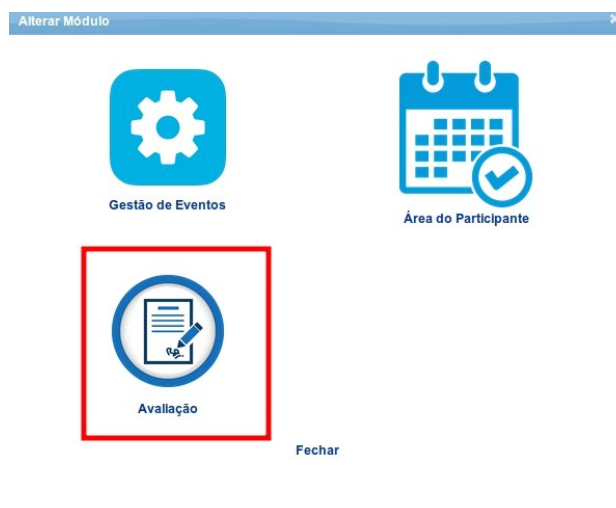 Alterar Módulo
Gestão de Eventos
Área do Participante
Avaliação
Fechar